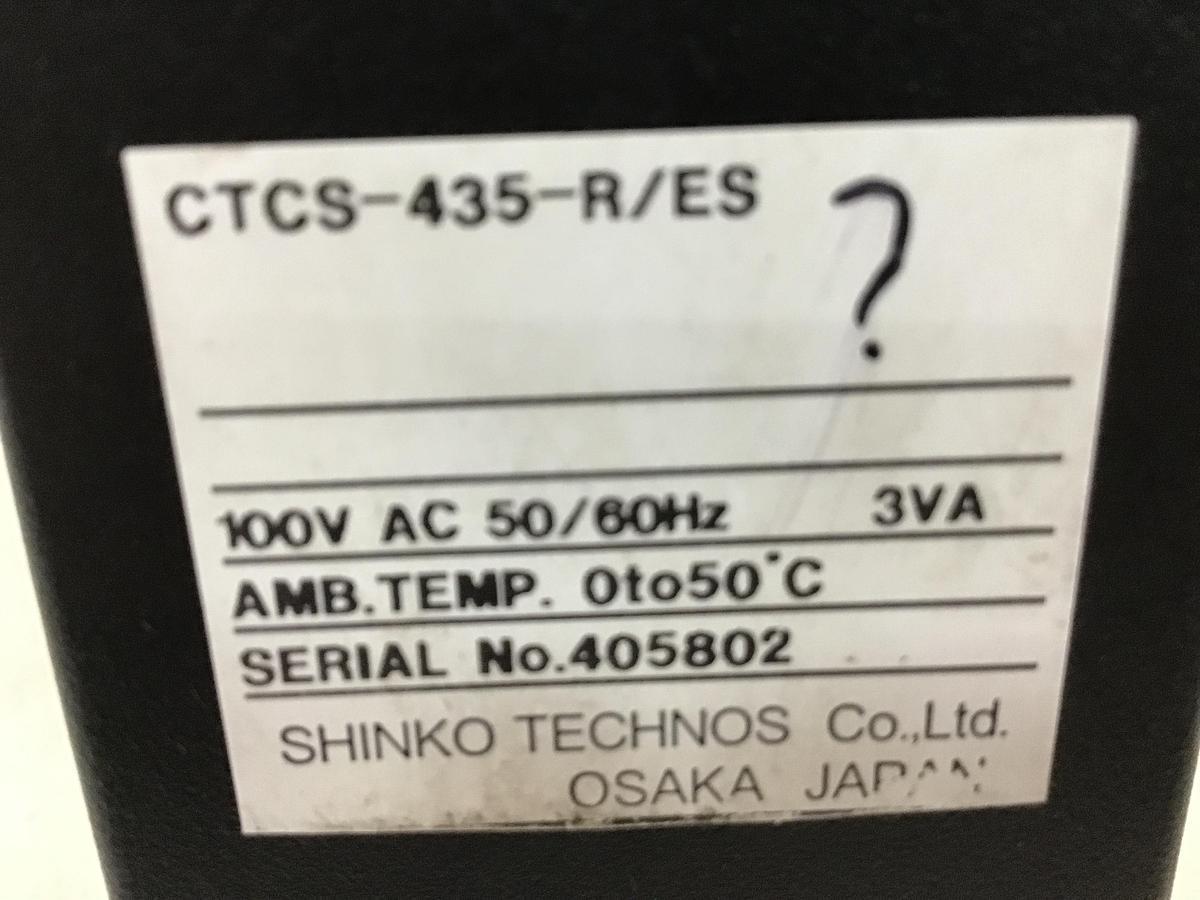 CTCS-435-R/ES ?
100V AC 50/60Hz 3VA
AMB.TEMP. 0to50°C
SERIAL No.405802
SHINKO TECHNOS Co.,Ltd.
OSAKA JAPAN